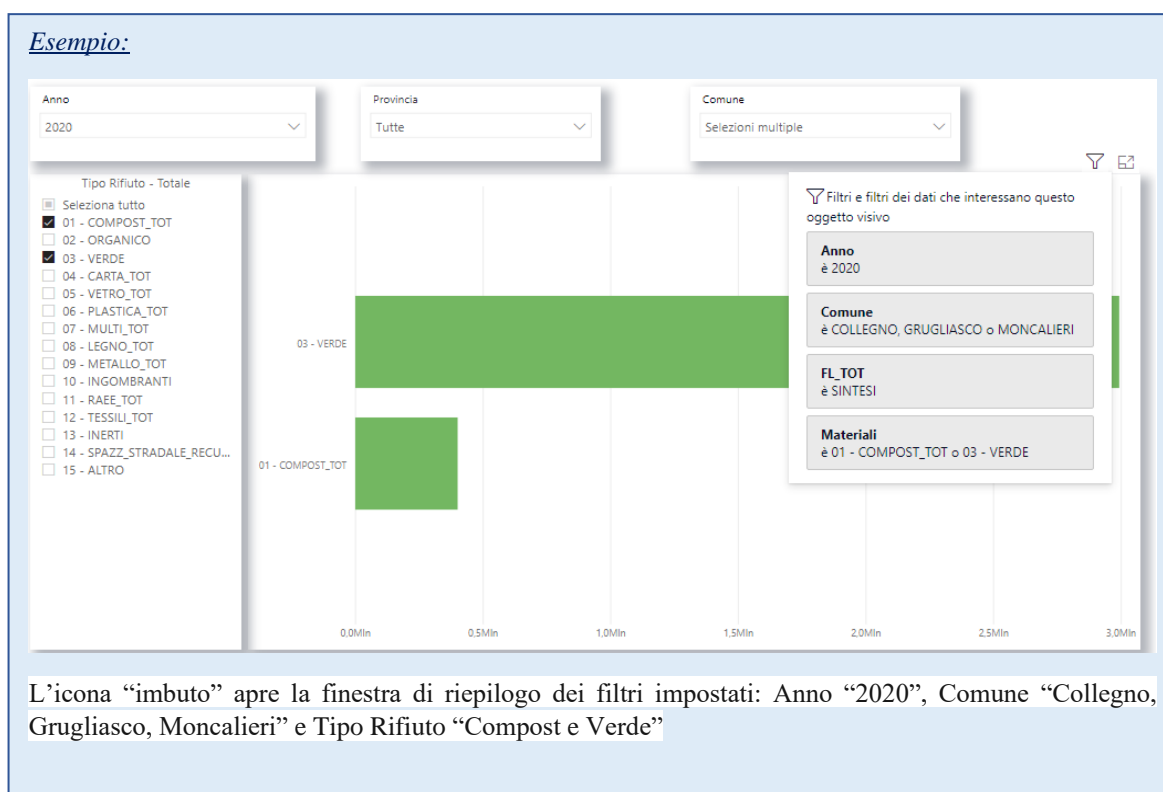 Esempio:
Anno
2020
Provincia
Tutte
Comune
Selezioni multiple
Tipo Rifiuto - Totale
Seleziona tutto
01 - COMPOST_TOT
02 - ORGANICO
03 - VERDE
04 - CARTA_TOT
05 - VETRO_TOT
06 - PLASTICA_TOT
07 - MULTI_TOT
08 - LEGNO_TOT
09 - METALLO_TOT
10 - INGOMBRANTI
11 - RAEE_TOT
12 - TESSILI_TOT
13 - INERTI
14 - SPAZZ_STRADALE_RECU...
15 - ALTRO
03 - VERDE
01 - COMPOST_TOT
0,0Mln 0,5Mln 1,0Mln 1,5Mln 2,0Mln 2,5Mln 3,0Mln
Filtri e filtri dei dati che interessano questo
oggetto visivo
Anno
è 2020
Comune
è COLLEGNO, GRUGLIASCO o MONCALIERI
FL_TOT
è SINTESI
Materiali
è 01 - COMPOST_TOT o 03 - VERDE
L’icona “imbuto” apre la finestra di riepilogo dei filtri impostati: Anno “2020”, Comune “Collegno,
Grugliasco, Moncalieri” e Tipo Rifiuto “Compost e Verde”